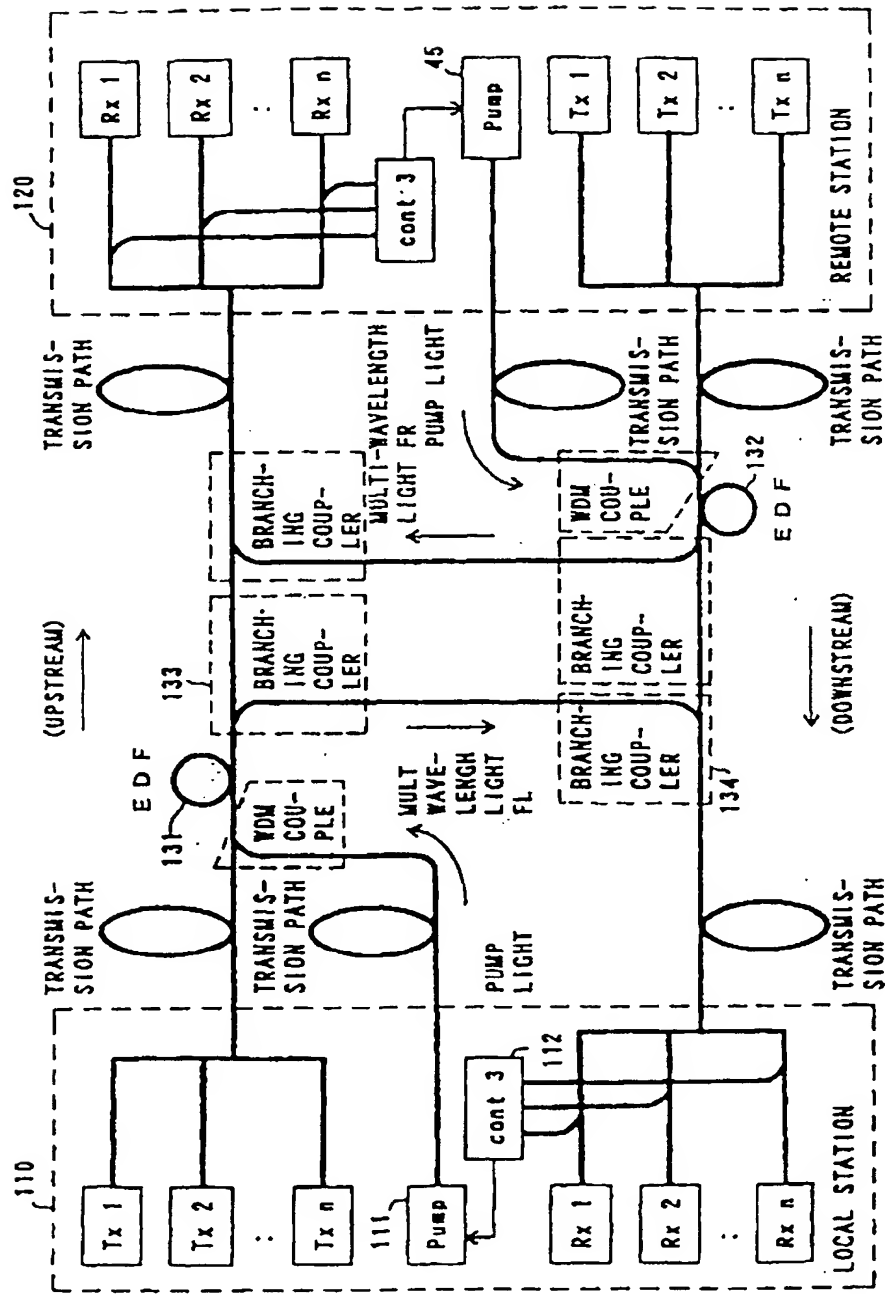 110
Tx 1
Tx 2
:
Tx n
111
Pump
cont 3
112
Rx 1
Rx 2
:
Rx n
LOCAL STATION
TRANSMIS-
SION PATH
TRANSMIS-
SION PATH
PUMP
LIGHT
TRANSMIS-
SION PATH
EDF
131
WDM
COU-
PLE
MULT
WAVE-
LENGH
LIGHT
FL
(UPSTREAM)
133
BRANCH-
ING
COUP-
LER
BRANCH-
ING
COUP-
LER
BRANCH-
ING
COUP-
LER
134
BRANCH-
ING
COUP-
LER
(DOWNSTREAM)
MULTI-WAVELENGTH
LIGHT FR
PUMP LIGHT
WDM
COU-
PLE
132
EDF
TRANSMIS-
SION PATH
TRANSMIS-
SION PATH
TRANSMIS-
SION PATH
120
Rx 1
Rx 2
:
Rx n
cont 3
45
Pump
Tx 1
Tx 2
:
Tx n
REMOTE STATION